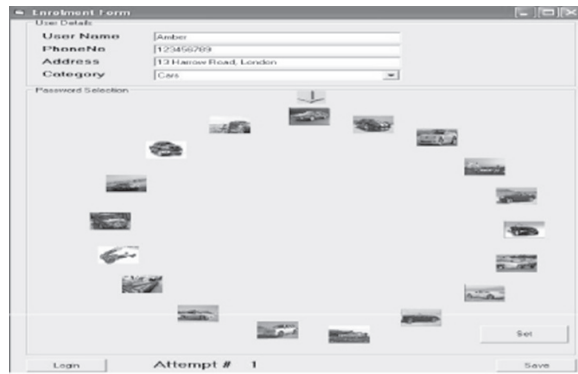 Enrolment Form
User Details
User Name Amber
PhoneNo 123456789
Address 13 Harrow Road, London
Category Cars
Password Selection
Set
Login Attempt # 1 Save